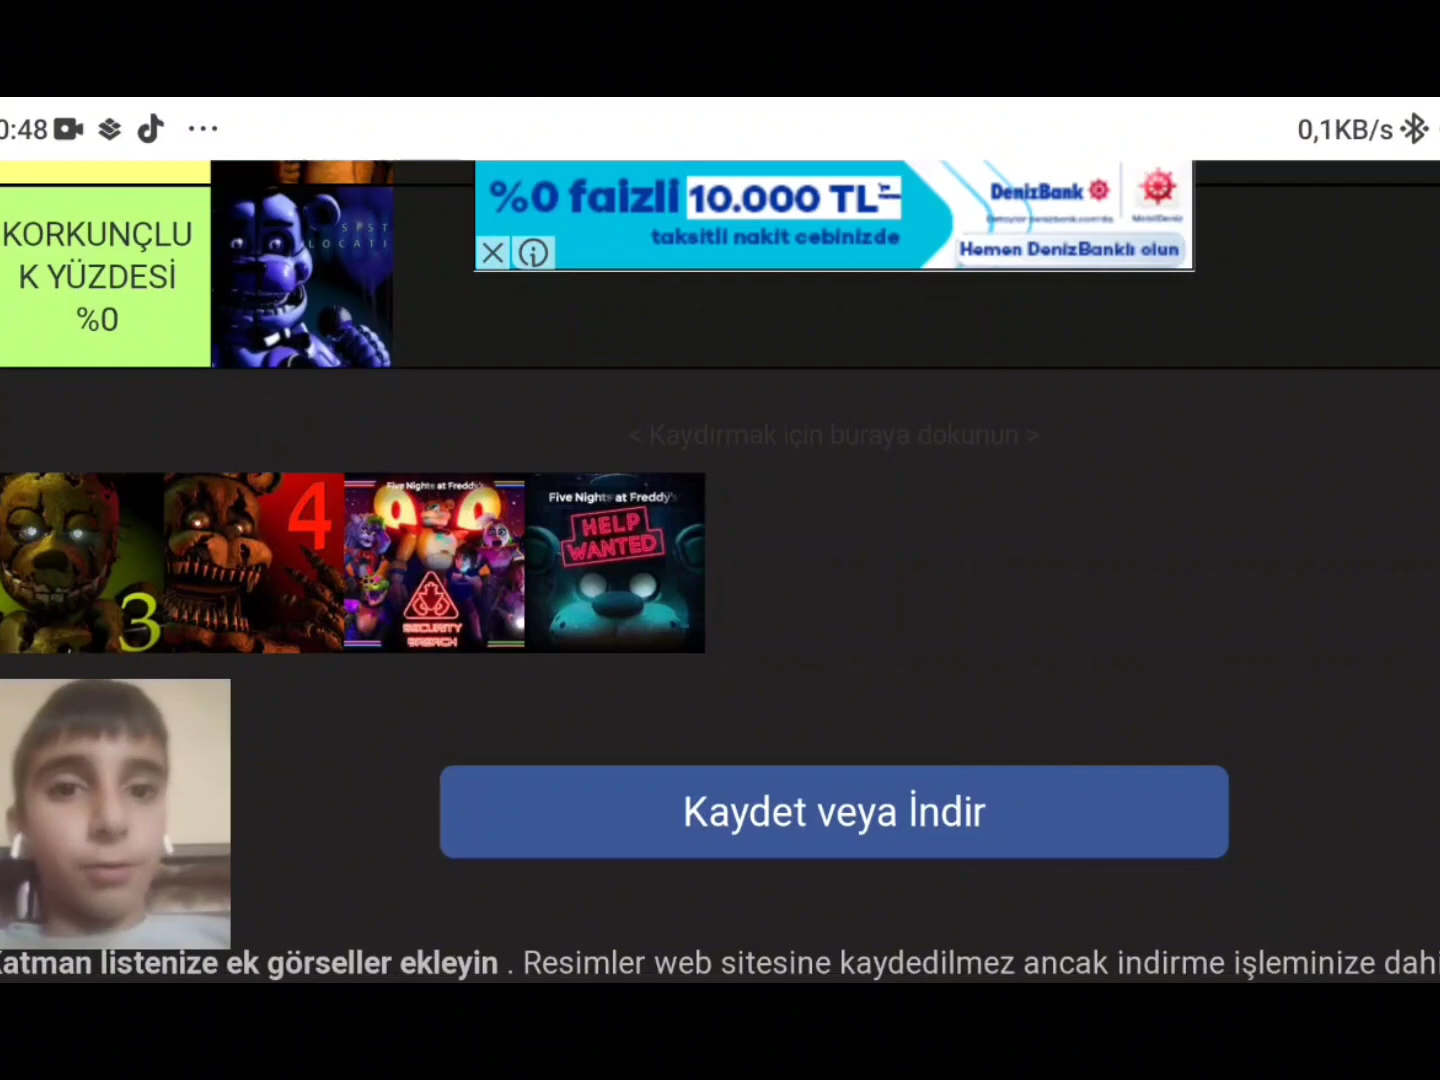 0:48
0,1KB/s
%0 faizli 10.000 TL
taksitli nakit cebinizde
DenizBank
Hemen DenizBanklı olun
KORKUNÇLU
K YÜZDESİ
%0
LOCATI
< Kaydırmak için buraya dokunun >
3
4
Five Nights at Freddy's
SECURITY
BREACH
Five Nights at Freddy's
HELP
WANTED
Kaydet veya İndir
Katman listenize ek görseller ekleyin . Resimler web sitesine kaydedilmez ancak indirme işleminize dahi